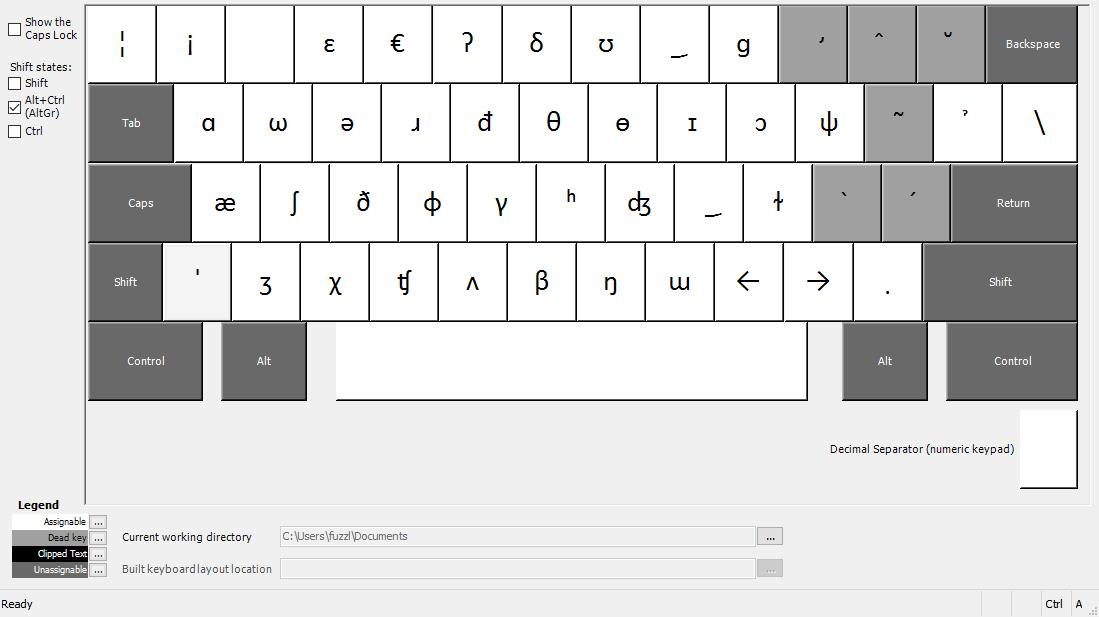 Show the
Caps Lock
Shift states:
Shift
Alt+Ctrl
(AltGr)
Ctrl
¦ į ε € ʔ δ ʊ ‿ ɡ ˊ ˆ ˘ Backspace
Tab ɑ ω ə ɹ đ θ ɵ ɪ ɔ ψ ˜ ʾ \
Caps æ ʃ ð ɸ γ ʰ ʤ ‿ ɫ ` ´ Return
Shift ˈ ʒ χ ʧ ʌ β ŋ ɯ ← → . Shift
Control Alt Alt Control
Decimal Separator (numeric keypad)
Legend
Assignable ...
Dead key ...
Clipped Text ...
Unassignable ...
Current working directory C:\Users\fuzzl\Documents ...
Built keyboard layout location ...
Ready Ctrl A